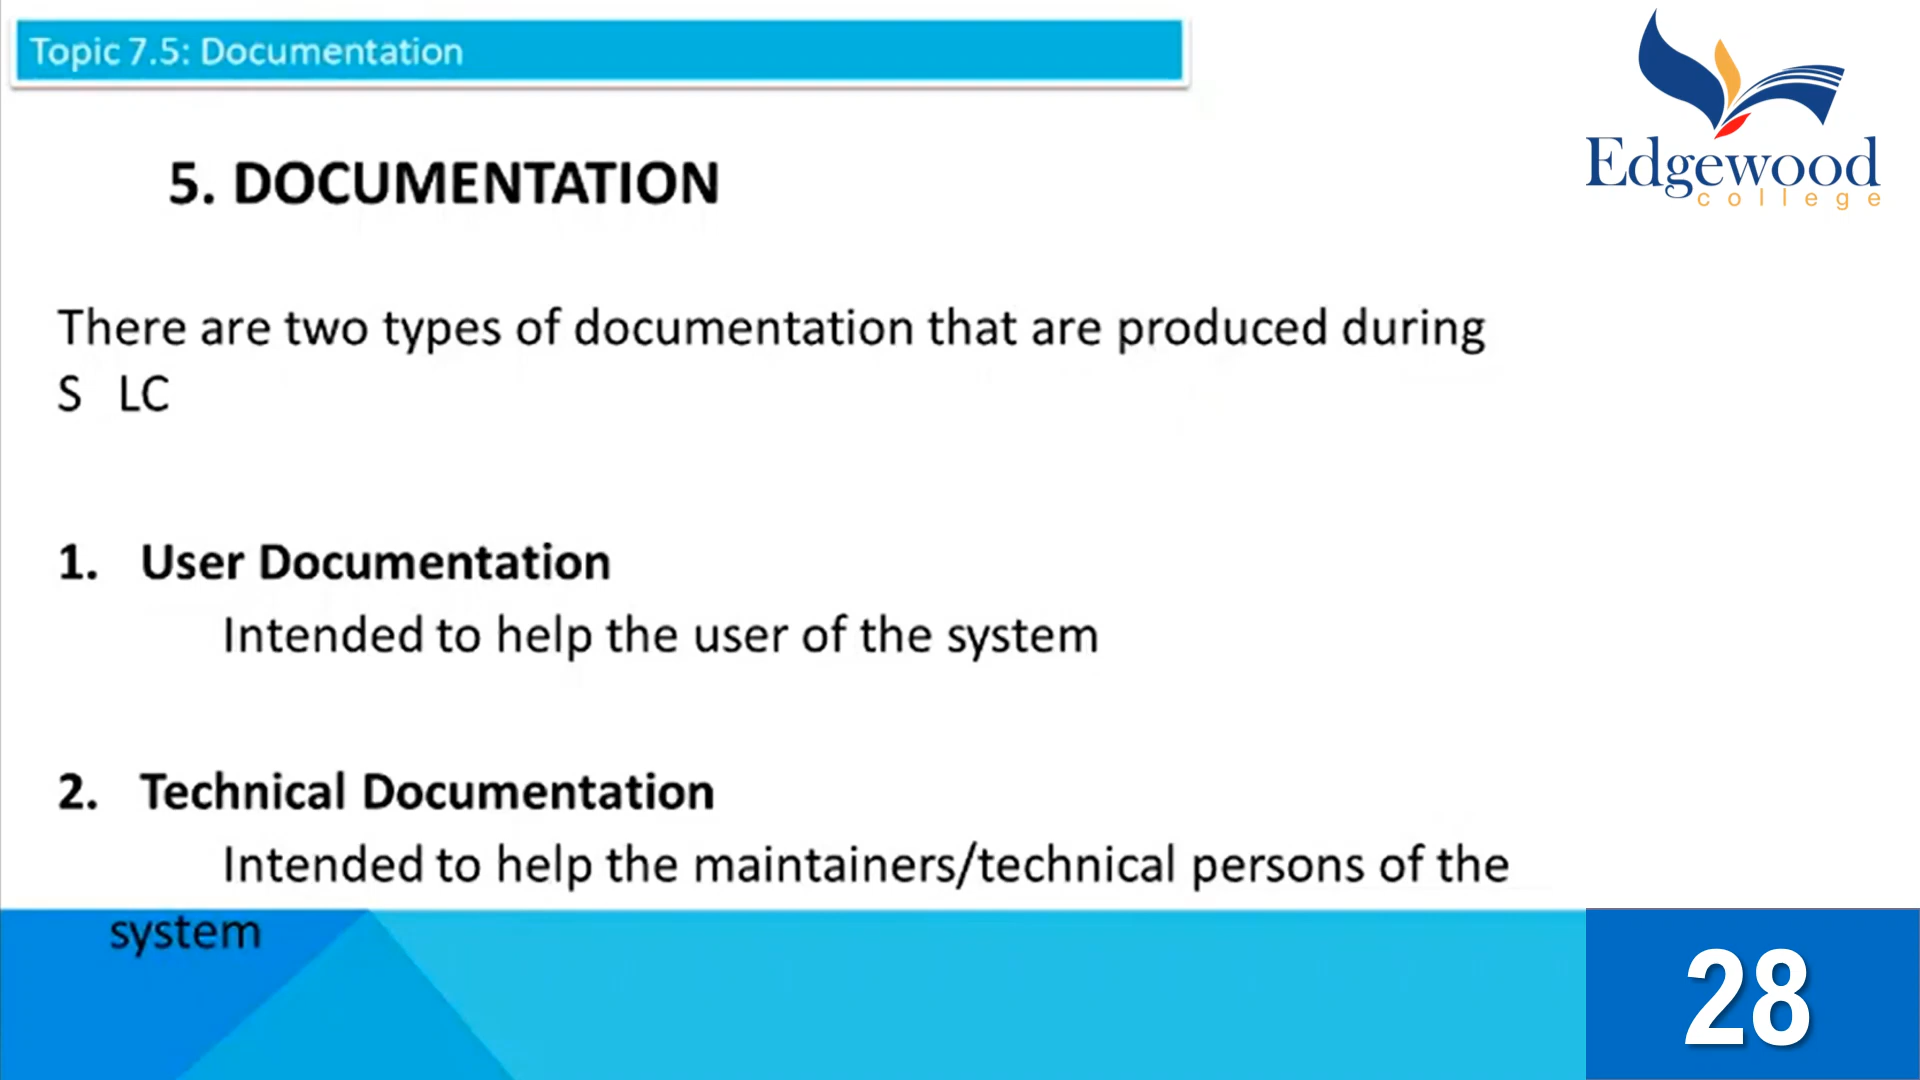 Topic 7.5: Documentation
Edgewood
college
5. DOCUMENTATION
There are two types of documentation that are produced during
S LC
1. User Documentation
Intended to help the user of the system
2. Technical Documentation
Intended to help the maintainers/technical persons of the
system
28